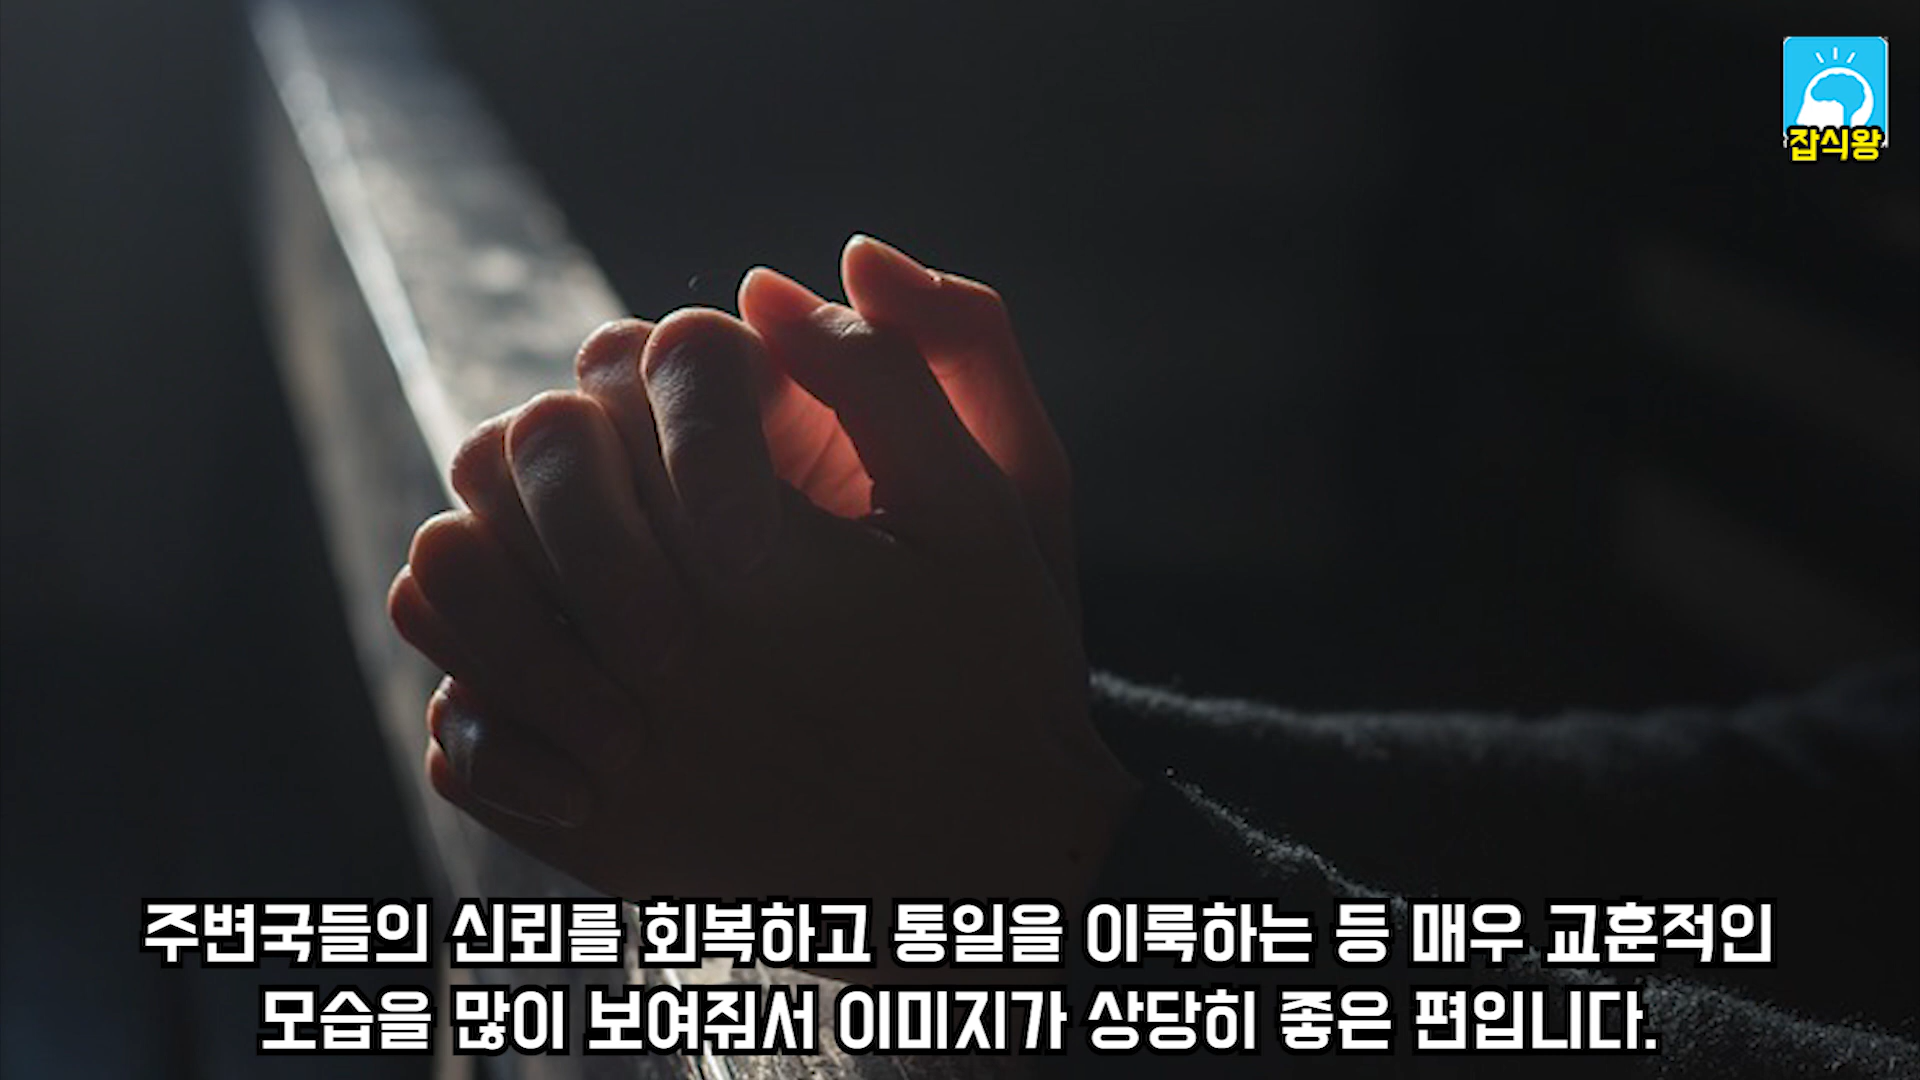 잡식왕
주변국들의 신뢰를 회복하고 통일을 이룩하는 등 매우 교훈적인
모습을 많이 보여줘서 이미지가 상당히 좋은 편입니다.